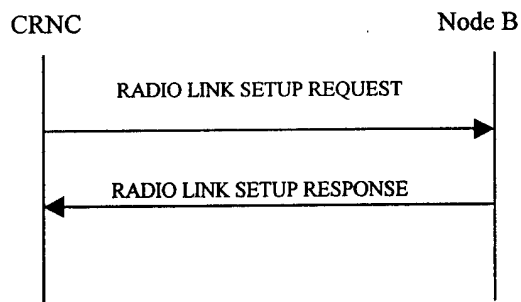 CRNC
Node B
RADIO LINK SETUP REQUEST
RADIO LINK SETUP RESPONSE